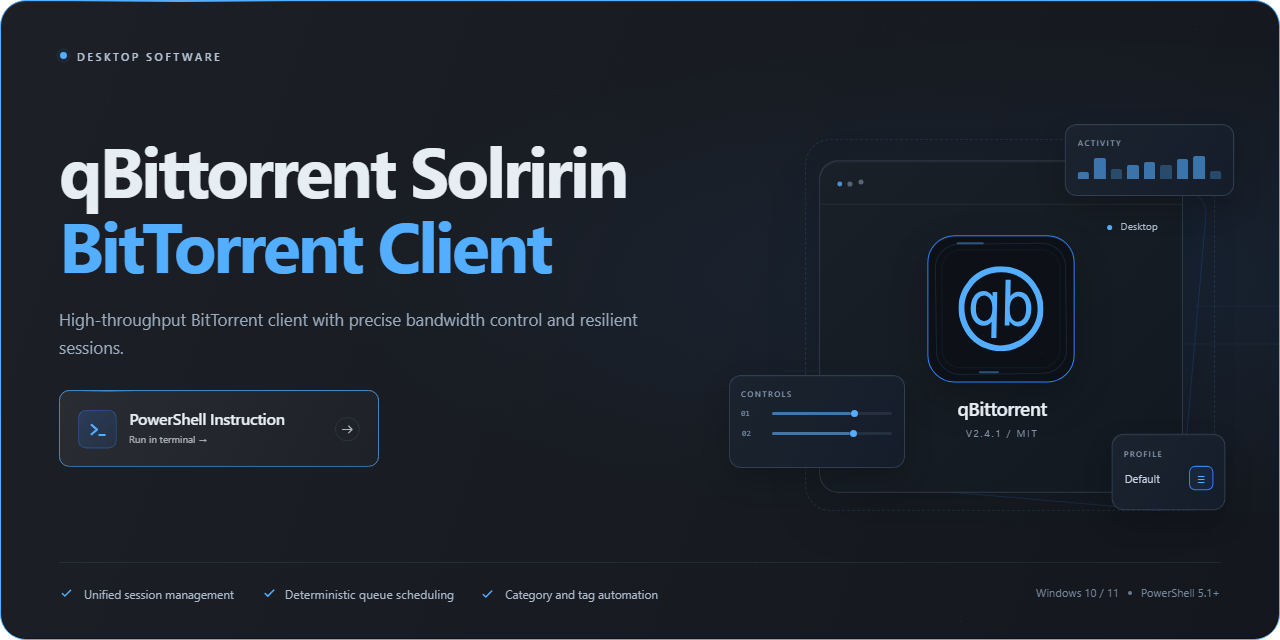 DESKTOP SOFTWARE
qBittorrent Solririn
BitTorrent Client
High-throughput BitTorrent client with precise bandwidth control and resilient
sessions.
PowerShell Instruction
Run in terminal →
ACTIVITY
Desktop
qb
CONTROLS
01
02
qBittorrent
V2.4.1 / MIT
PROFILE
Default
Unified session management
Deterministic queue scheduling
Category and tag automation
Windows 10 / 11 • PowerShell 5.1+